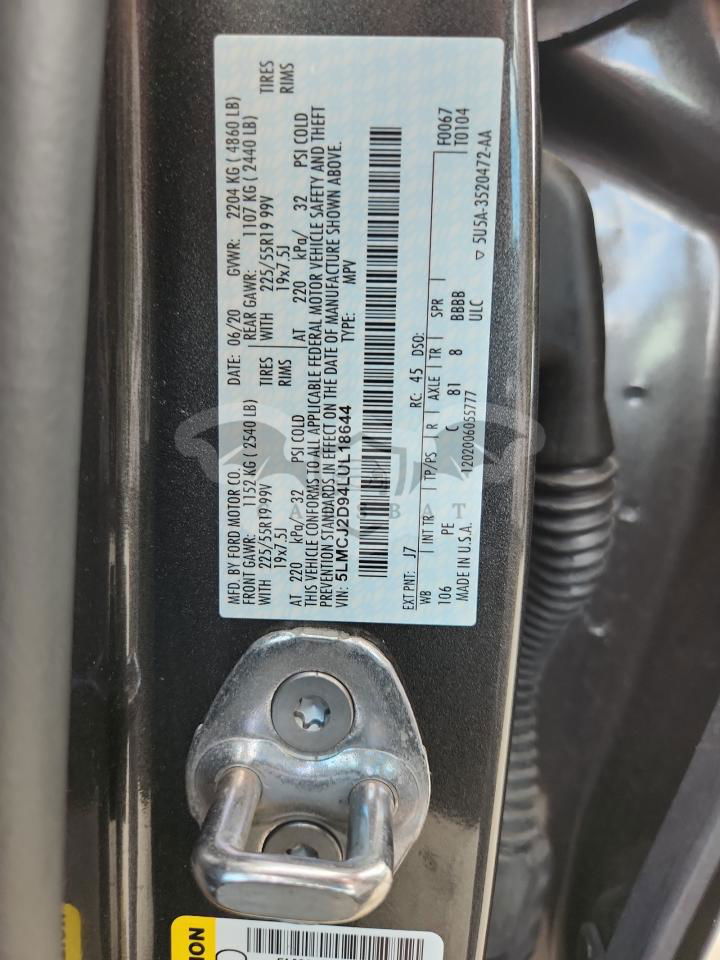 MFD. BY FORD MOTOR CO. DATE: 06/20 GVWR: 2204 KG ( 4860 LB)
FRONT GAWR: 1152 KG ( 2540 LB) REAR GAWR: 1107 KG ( 2440 LB)
WITH 225/55R19 99V TIRES WITH 225/55R19 99V TIRES
19x7.5J RIMS 19x7.5J RIMS
AT 220 kPa/ 32 PSI COLD AT 220 kPa/ 32 PSI COLD
THIS VEHICLE CONFORMS TO ALL APPLICABLE FEDERAL MOTOR VEHICLE SAFETY AND THEFT
PREVENTION STANDARDS IN EFFECT ON THE DATE OF MANUFACTURE SHOWN ABOVE.
VIN: 5LMCJ2D94LUL18644 TYPE: MPV
EXT PNT: J7 RC: 45 DSO: F0067
WB INT TR TP/PS R AXLE TR SPR T0104
106 PE C 81 8 BBBB
MADE IN U.S.A. 1202006055777 ULC
5U5A-3520472-AA